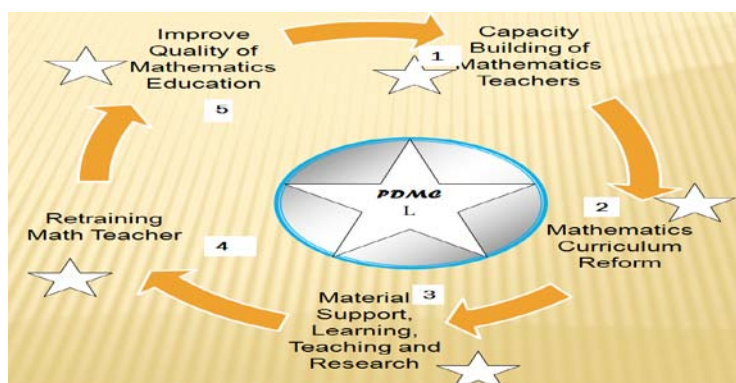 Improve
Quality of
Mathematics
Education
5
Capacity
1 Building of
Mathematics
Teachers
2
Mathematics
Curriculum
Reform
Material 3
Support,
Learning,
Teaching and
Research
Retraining
Math Teacher
4
PDMC
L